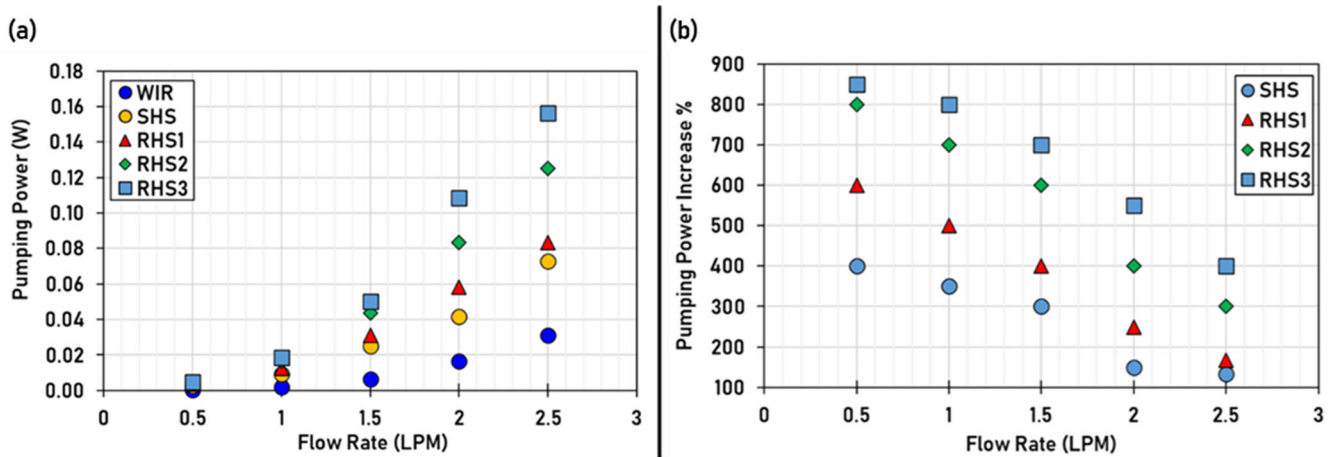 (a)
Pumping Power (W)
0.18
0.16
0.14
0.12
0.10
0.08
0.06
0.04
0.02
0.00
WIR
SHS
RHS1
RHS2
RHS3
0 0.5 1 1.5 2 2.5 3
Flow Rate (LPM)
(b)
Pumping Power Increase %
900
800
700
600
500
400
300
200
100
SHS
RHS1
RHS2
RHS3
0 0.5 1 1.5 2 2.5 3
Flow Rate (LPM)